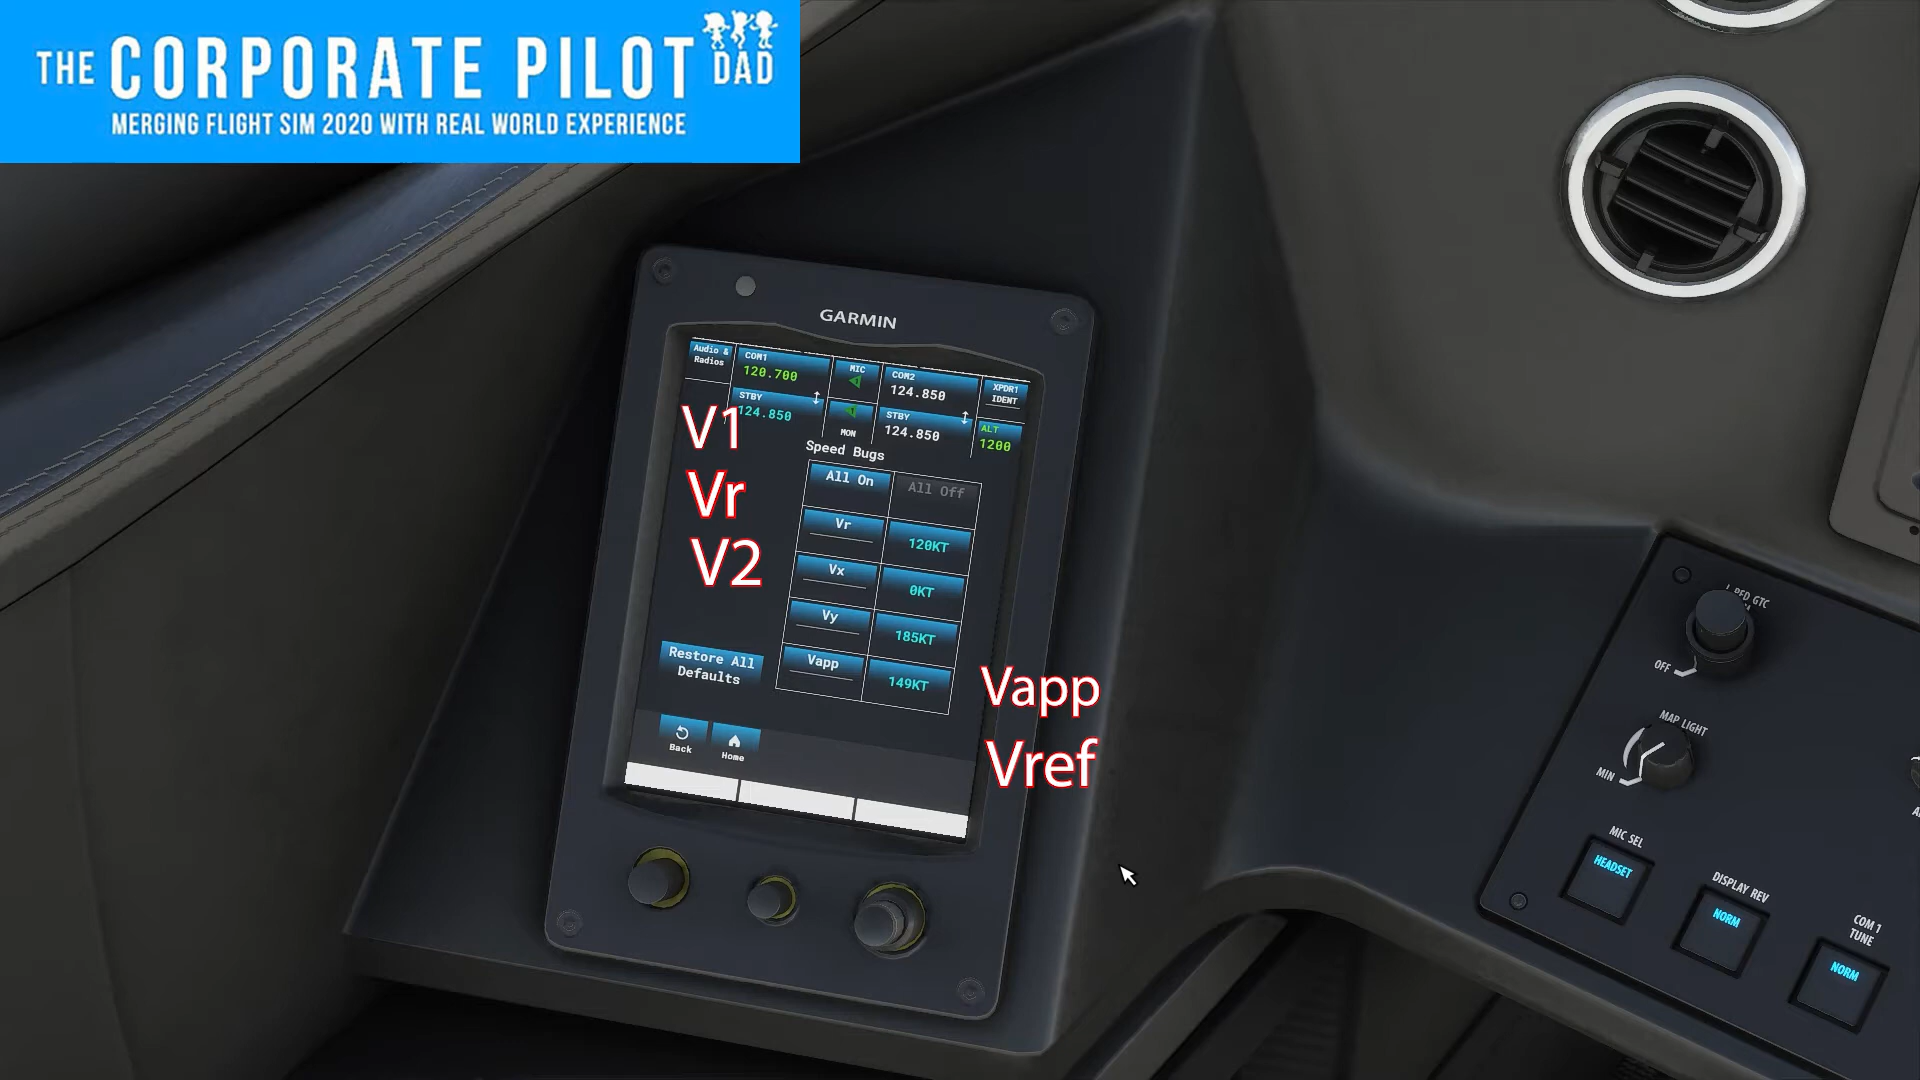 THE CORPORATE PILOT DAD
MERGING FLIGHT SIM 2020 WITH REAL WORLD EXPERIENCE
GARMIN
Audio &
Radios
COM1
120.700
STBY
124.850
MIC
MON
COM2
124.850
STBY
124.850
XPDR1
IDENT
ALT
1200
V1
Vr
V2
Speed Bugs
All On
All Off
Vr
120KT
Vx
0KT
Vy
185KT
Vapp
149KT
Restore All
Defaults
Back
Home
Vapp
Vref
GTC
OFF
MAP LIGHT
MIN
MIC SEL
HEADSET
DISPLAY REV
NORM
COM 1
TUNE
NORM